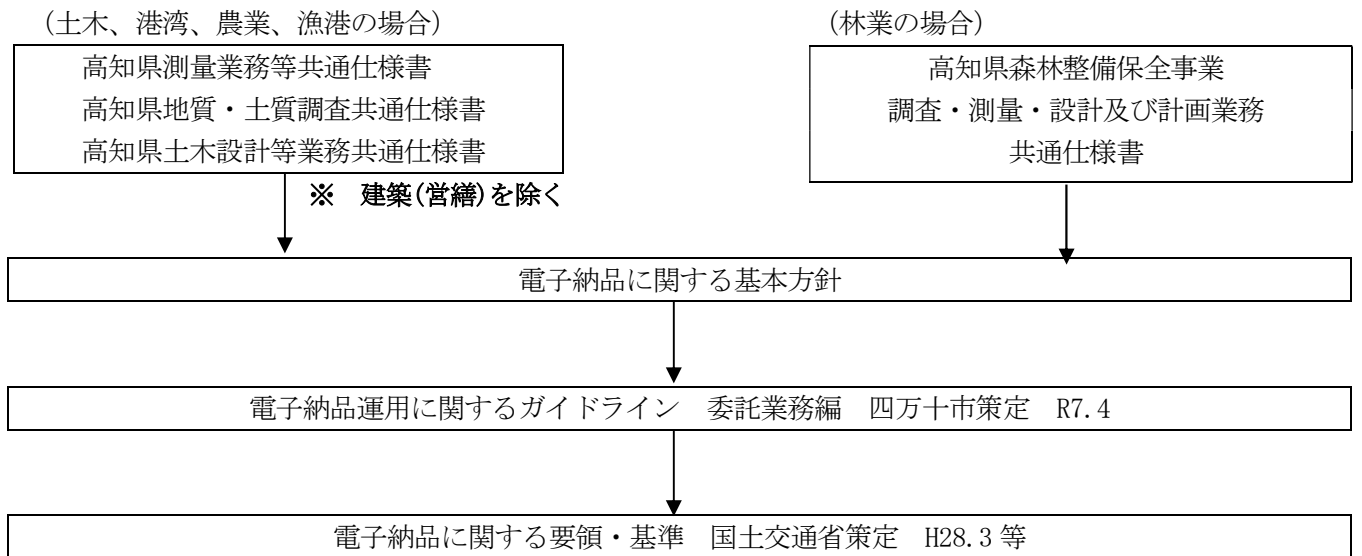 (土木、港湾、農業、漁港の場合)
高知県測量業務等共通仕様書
高知県地質・土質調査共通仕様書
高知県土木設計等業務共通仕様書
※ 建築(営繕)を除く
(林業の場合)
高知県森林整備保全事業
調査・測量・設計及び計画業務
共通仕様書
電子納品に関する基本方針
電子納品運用に関するガイドライン 委託業務編 四万十市策定 R7.4
電子納品に関する要領・基準 国土交通省策定 H28.3 等